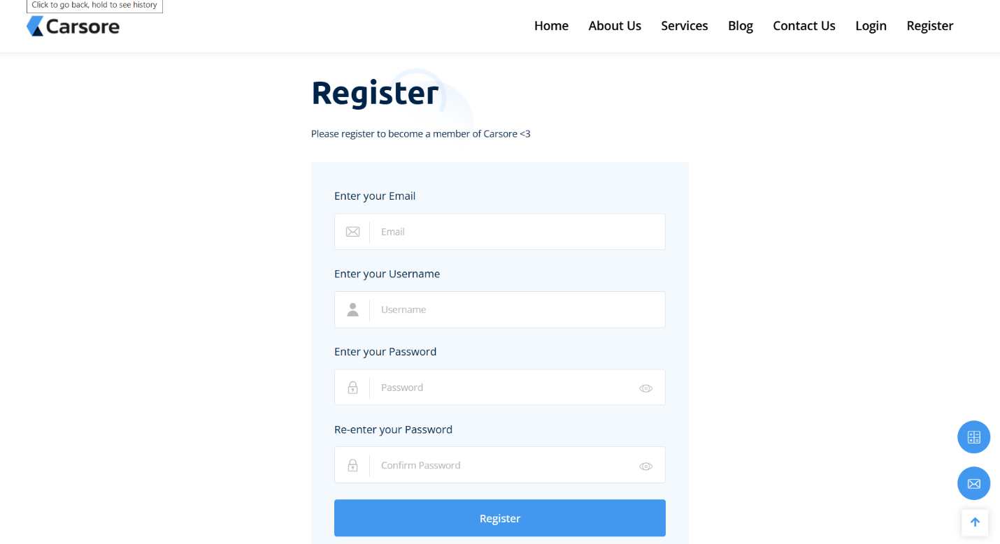 Click to go back, hold to see history
Carsore
Home About Us Services Blog Contact Us Login Register
Register
Please register to become a member of Carsore <3
Enter your Email
Email
Enter your Username
Username
Enter your Password
Password
Re-enter your Password
Confirm Password
Register